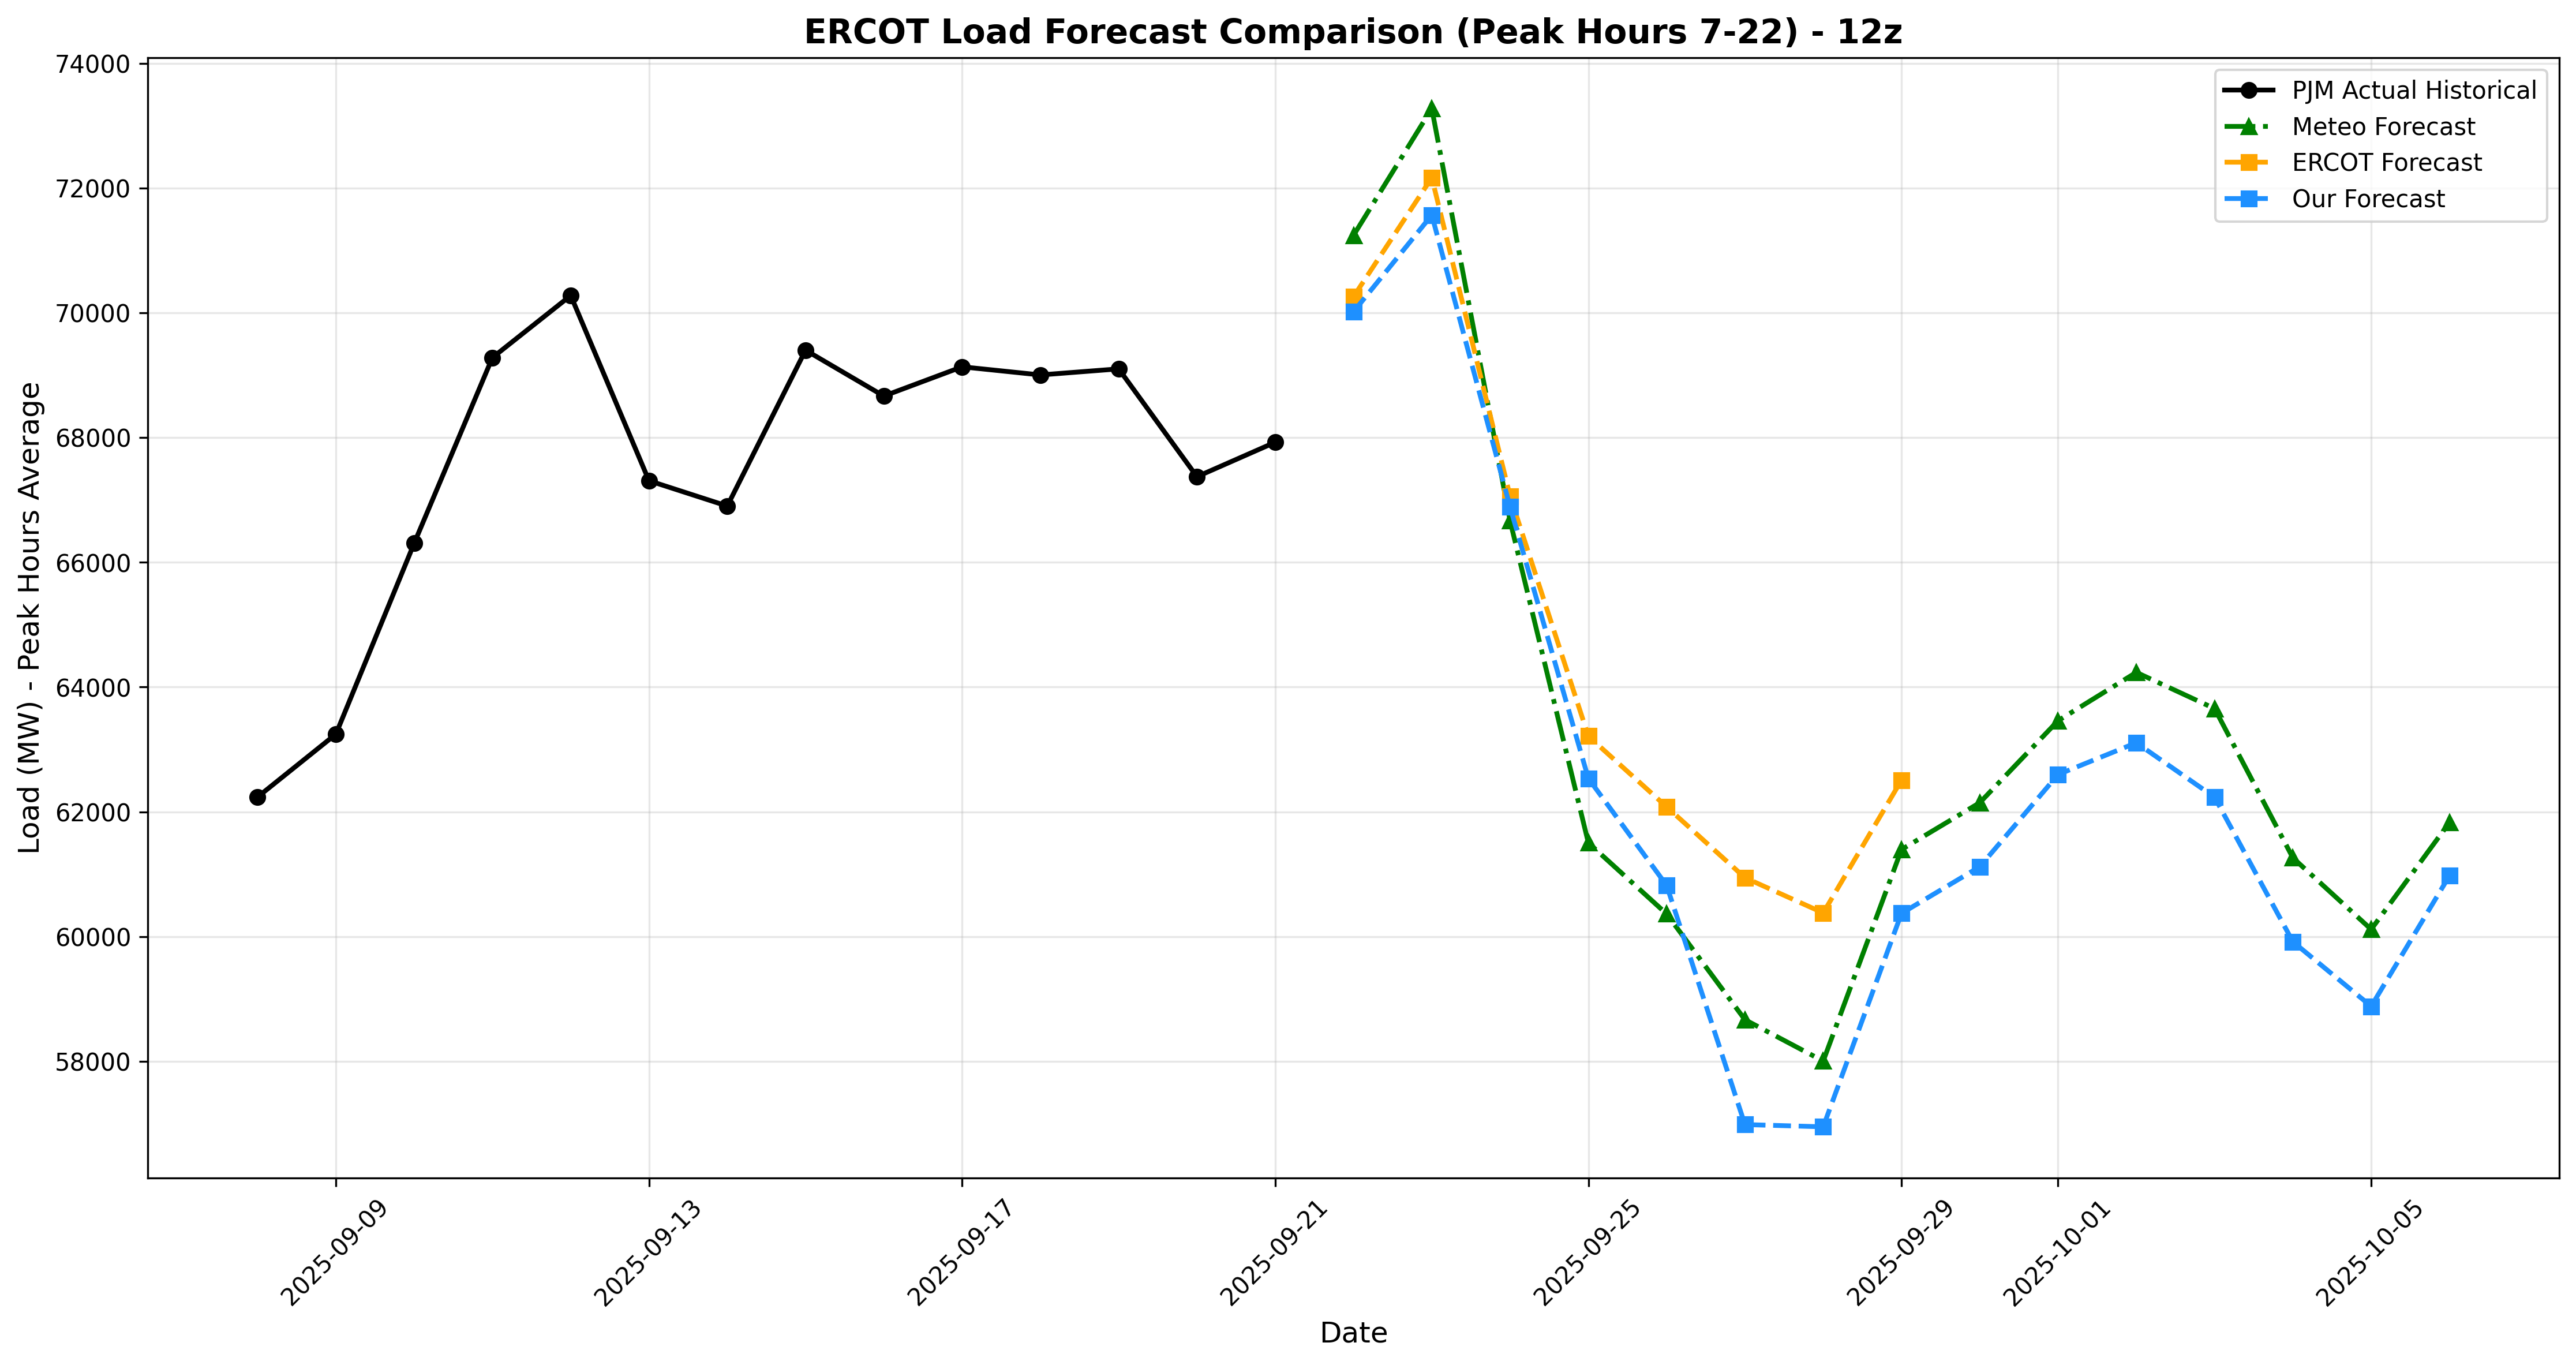 ERCOT Load Forecast Comparison (Peak Hours 7-22) - 12z
PJM Actual Historical
Meteo Forecast
ERCOT Forecast
Our Forecast
Load (MW) - Peak Hours Average
74000
72000
70000
68000
66000
64000
62000
60000
58000
2025-09-09
2025-09-13
2025-09-17
2025-09-21
2025-09-25
2025-09-29
2025-10-01
2025-10-05
Date